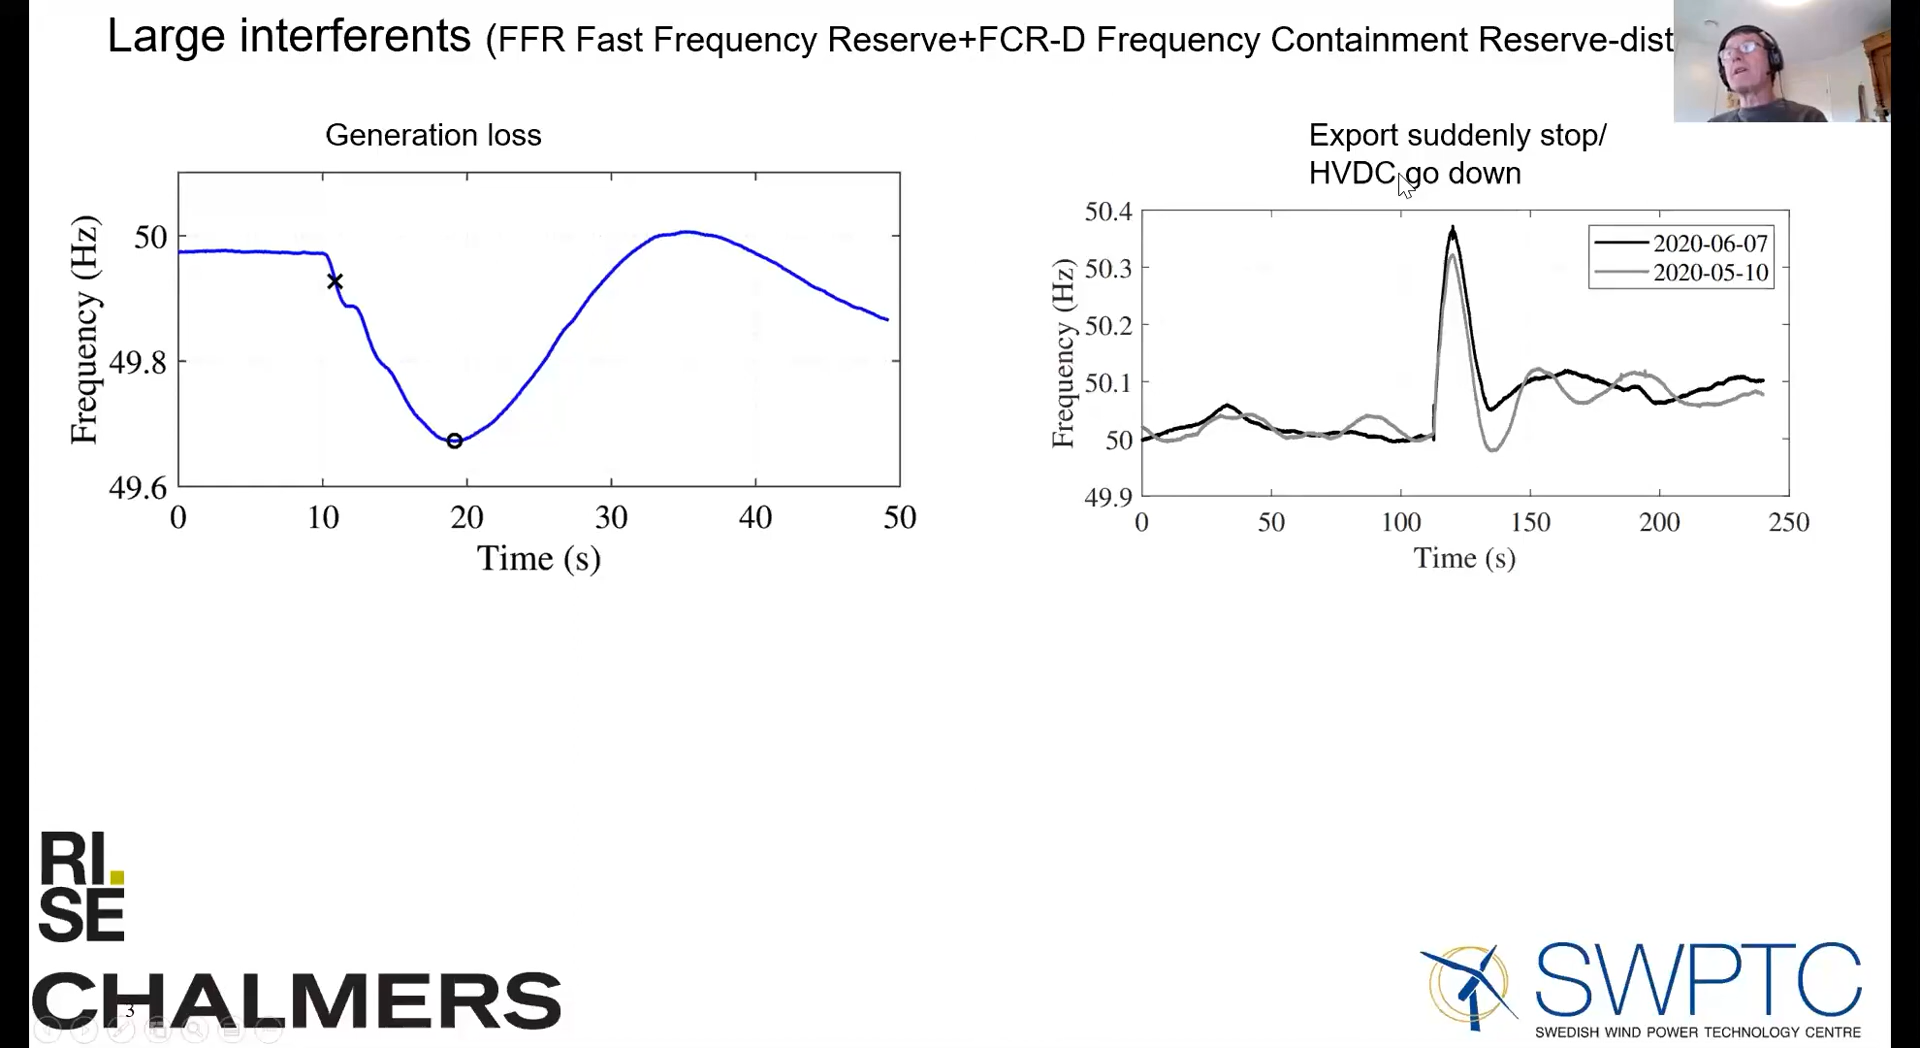 Large interferents (FFR Fast Frequency Reserve+FCR-D Frequency Containment Reserve-dist
Generation loss
Frequency (Hz)
50
49.8
49.6
0 10 20 30 40 50
Time (s)
Export suddenly stop/
HVDC go down
Frequency (Hz)
50.4
50.3
50.2
50.1
50
49.9
2020-06-07
2020-05-10
0 50 100 150 200 250
Time (s)
RI.
SE
CHALMERS
3
SWPTC
SWEDISH WIND POWER TECHNOLOGY CENTRE